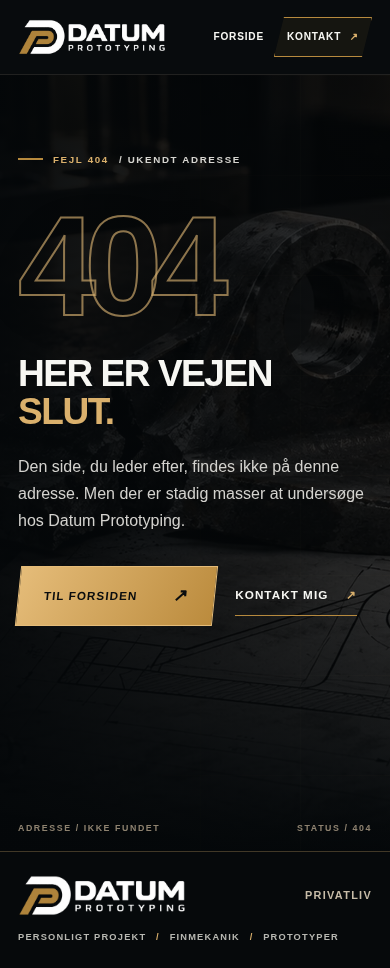 DATUM
PROTOTYPING
FORSIDE
KONTAKT ↗
FEJL 404 / UKENDT ADRESSE
404
HER ER VEJEN
SLUT.
Den side, du leder efter, findes ikke på denne
adresse. Men der er stadig masser at undersøge
hos Datum Prototyping.
TIL FORSIDEN ↗
KONTAKT MIG ↗
ADRESSE / IKKE FUNDET
STATUS / 404
DATUM
PROTOTYPING
PRIVATLIV
PERSONLIGT PROJEKT / FINMEKANIK / PROTOTYPER